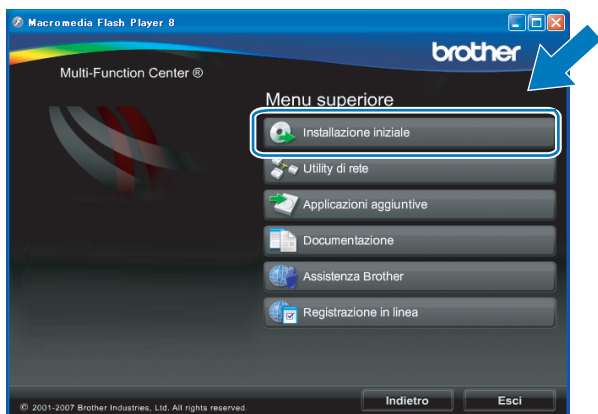 Macromedia Flash Player 8
brother
Multi-Function Center ®
Menu superiore
Installazione iniziale
Utility di rete
Applicazioni aggiuntive
Documentazione
Assistenza Brother
Registrazione in linea
Indietro
Esci
© 2001-2007 Brother Industries, Ltd. All rights reserved.